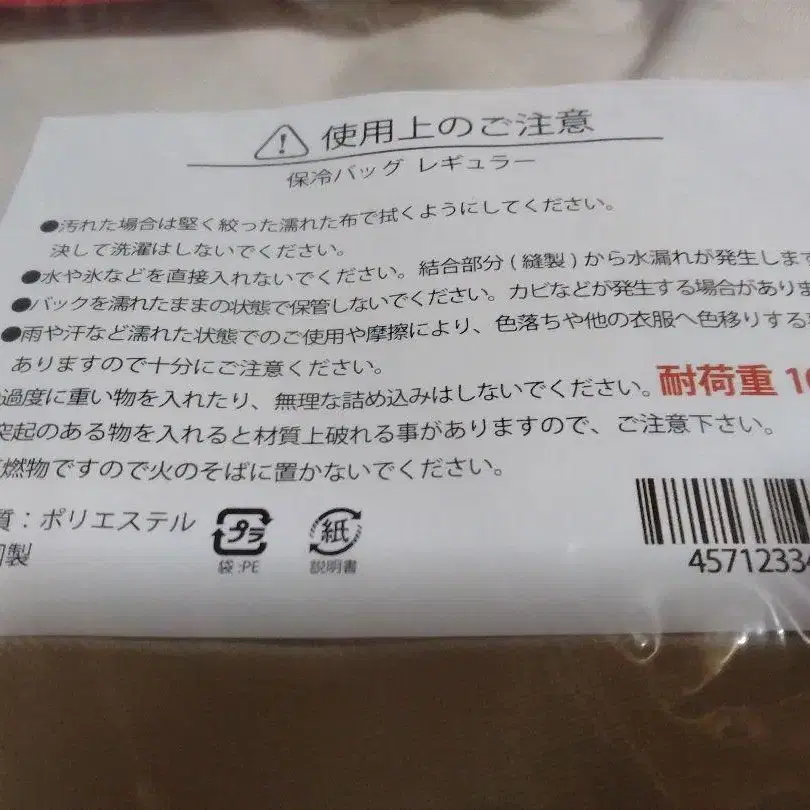 使用上のご注意
保冷バッグ レギュラー
●汚れた場合は堅く絞った濡れた布で拭くようにしてください。
決して洗濯はしないでください。
●水や氷などを直接入れないでください。結合部分(縫製)から水漏れが発生します
●バックを濡れたままの状態で保管しないでください。カビなどが発生する場合がありま
●雨や汗など濡れた状態でのご使用や摩擦により、色落ちや他の衣服へ色移りする
ありますので十分にご注意ください。
過度に重い物を入れたり、無理な詰め込みはしないでください。耐荷重 1
突起のある物を入れると材質上破れる事がありますので、ご注意下さい。
燃物ですので火のそばに置かないでください。
質：ポリエステル
製
プラ
袋:PE
紙
説明書
45712334